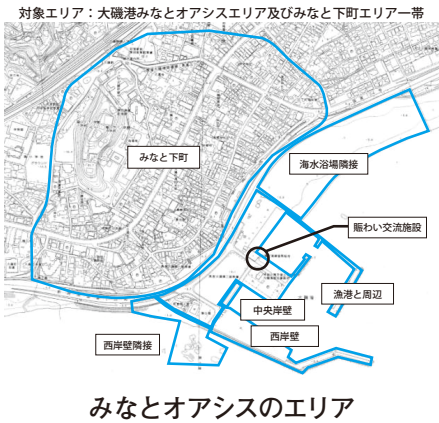 対象エリア：大磯港みなとオアシスエリア及びみなと下町エリア一帯
みなと下町
海水浴場隣接
賑わい交流施設
漁港と周辺
中央岸壁
西岸壁
西岸壁隣接
みなとオアシスのエリア